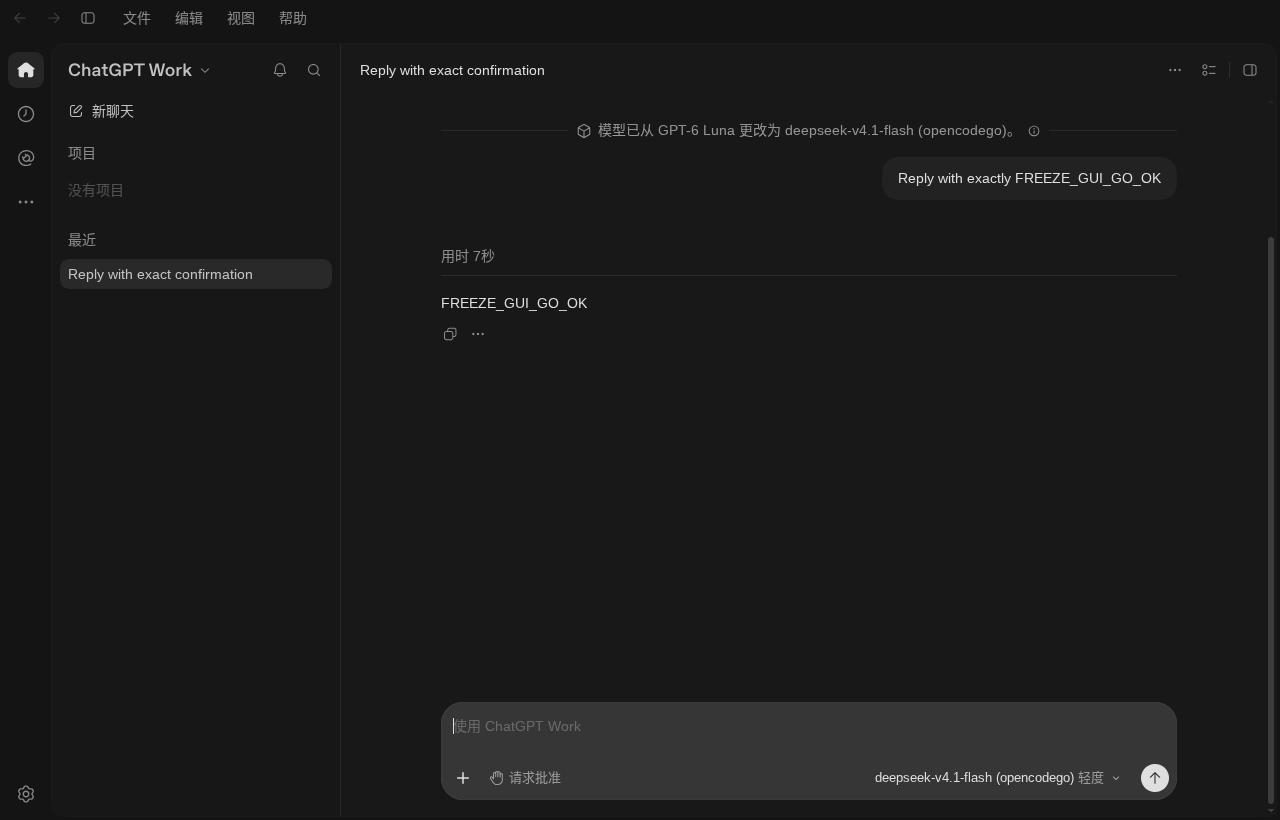 文件 编辑 视图 帮助
ChatGPT Work
新聊天
项目
没有项目
最近
Reply with exact confirmation
Reply with exact confirmation
模型已从 GPT-6 Luna 更改为 deepseek-v4.1-flash (opencodego)。
Reply with exactly FREEZE_GUI_GO_OK
用时 7秒
FREEZE_GUI_GO_OK
使用 ChatGPT Work
请求批准
deepseek-v4.1-flash (opencodego) 轻度